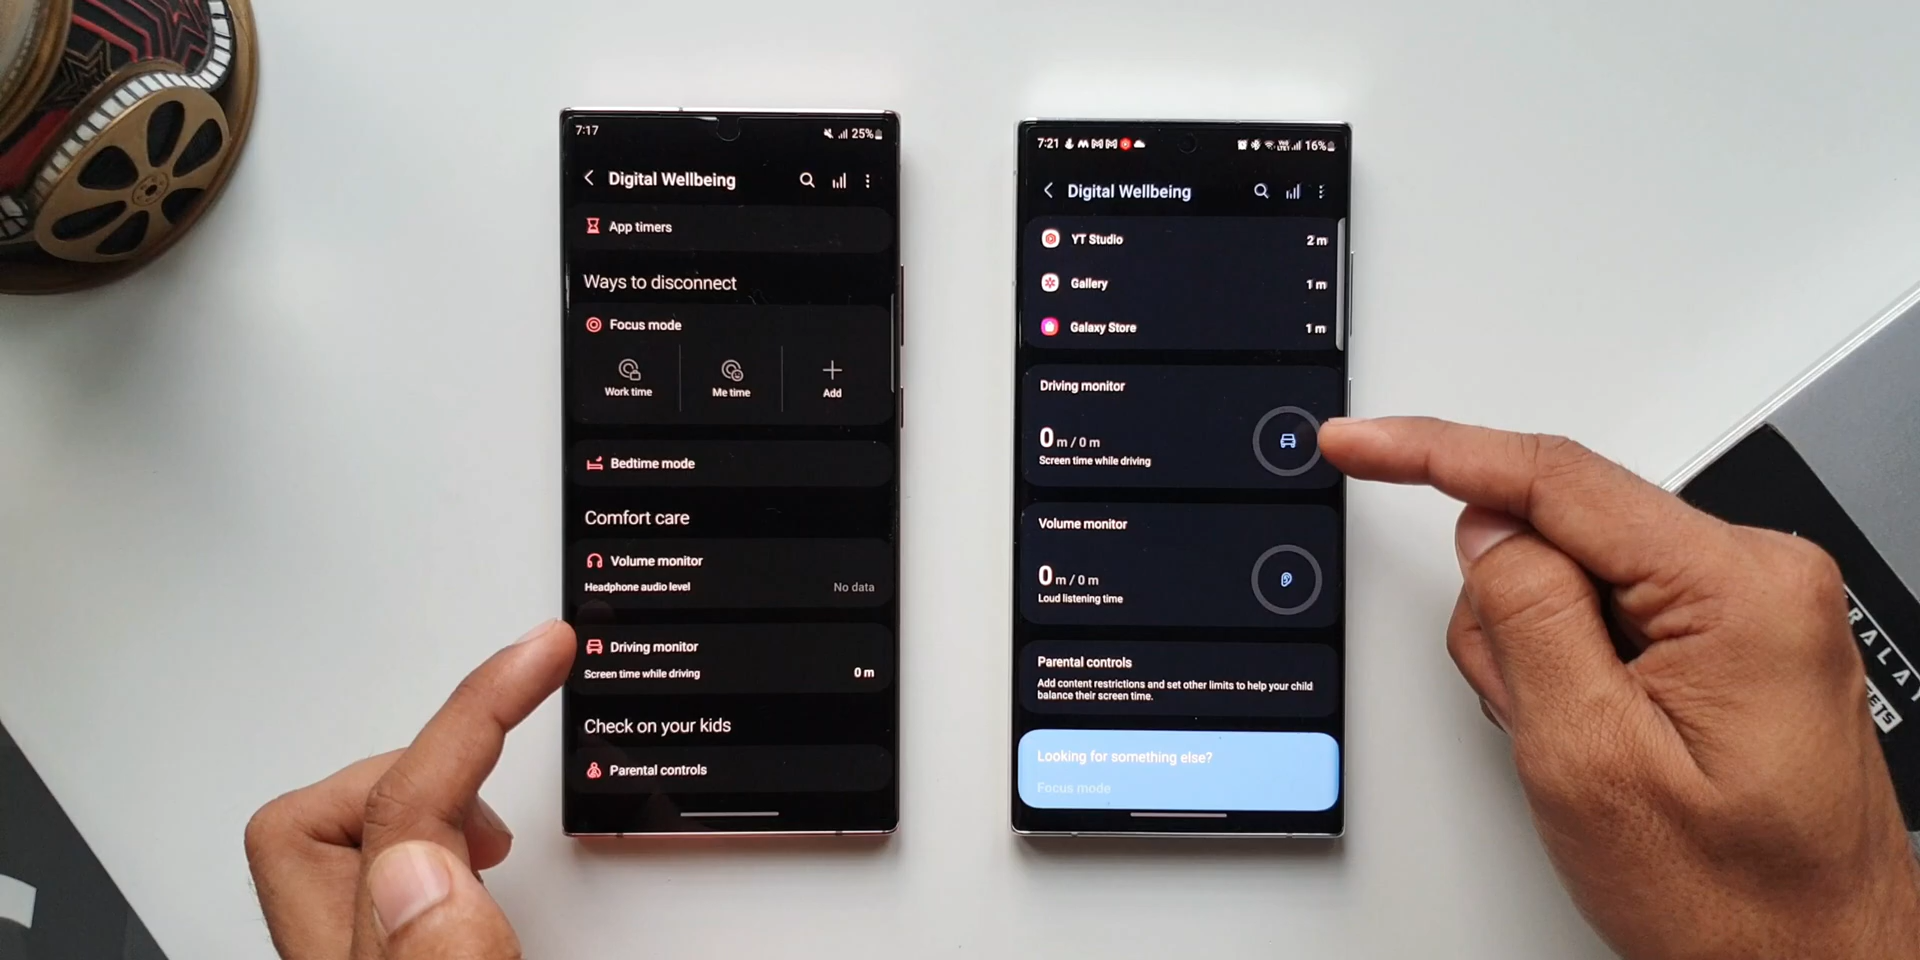 7:17
25%
Digital Wellbeing
App timers
Ways to disconnect
Focus mode
Work time
Me time
Add
Bedtime mode
Comfort care
Volume monitor
Headphone audio level
No data
Driving monitor
Screen time while driving
0 m
Check on your kids
Parental controls
7:21
16%
Digital Wellbeing
YT Studio
2 m
Gallery
1 m
Galaxy Store
1 m
Driving monitor
0 m / 0 m
Screen time while driving
Volume monitor
0 m / 0 m
Loud listening time
Parental controls
Add content restrictions and set other limits to help your child
balance their screen time.
Looking for something else?
Focus mode